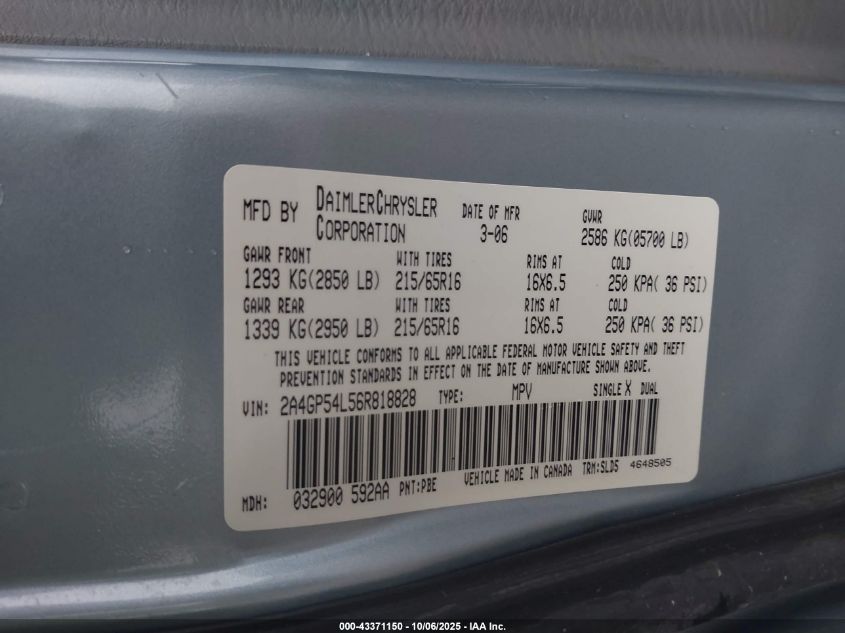 MFD BY DAIMLERCHRYSLER CORPORATION DATE OF MFR 3-06 GVWR 2586 KG(05700 LB)
GAWR FRONT WITH TIRES RIMS AT COLD
1293 KG(2850 LB) 215/65R16 16X6.5 250 KPA( 36 PSI)
GAWR REAR WITH TIRES RIMS AT COLD
1339 KG(2950 LB) 215/65R16 16X6.5 250 KPA( 36 PSI)
THIS VEHICLE CONFORMS TO ALL APPLICABLE FEDERAL MOTOR VEHICLE SAFETY AND THEFT
PREVENTION STANDARDS IN EFFECT ON THE DATE OF MANUFACTURE SHOWN ABOVE.
VIN: 2A4GP54L56R818828 TYPE: MPV SINGLE X DUAL
MDH: 032900 592AA PNT:PBE VEHICLE MADE IN CANADA TRM:SLD5 4648505
000-43371150 - 10/06/2025 - IAA Inc.